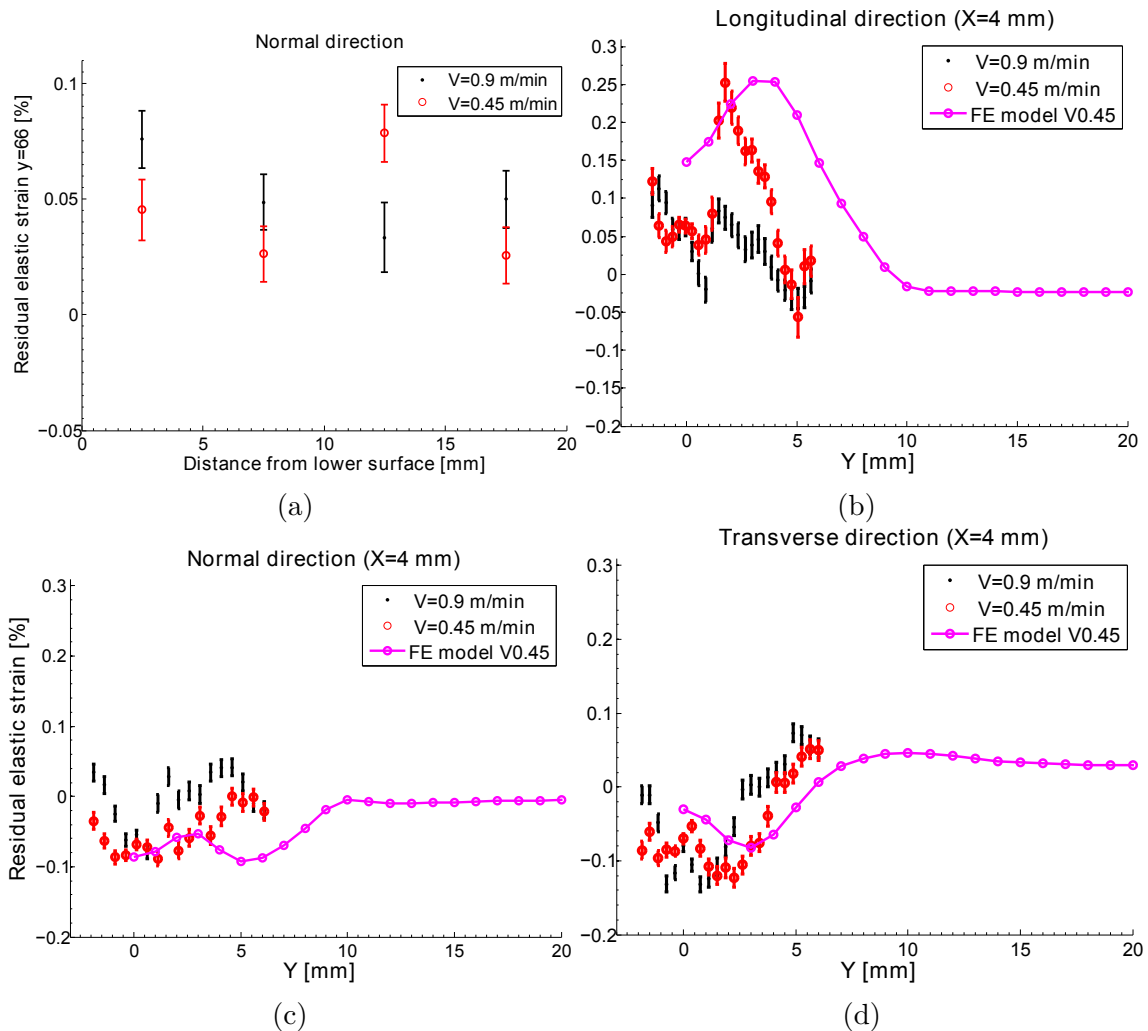 Normal direction
V=0.9 m/min
V=0.45 m/min
0.1
0.05
0
−0.05
Residual elastic strain y=66 [%]
0 5 10 15 20
Distance from lower surface [mm]
(a)
Longitudinal direction (X=4 mm)
V=0.9 m/min
V=0.45 m/min
FE model V0.45
0.3
0.25
0.2
0.15
0.1
0.05
0
−0.05
−0.1
−0.15
−0.2
0 5 10 15 20
Y [mm]
(b)
Normal direction (X=4 mm)
V=0.9 m/min
V=0.45 m/min
FE model V0.45
0.3
0.2
0.1
0
−0.1
−0.2
Residual elastic strain [%]
0 5 10 15 20
Y [mm]
(c)
Transverse direction (X=4 mm)
V=0.9 m/min
V=0.45 m/min
FE model V0.45
0.3
0.2
0.1
0
−0.1
−0.2
0 5 10 15 20
Y [mm]
(d)